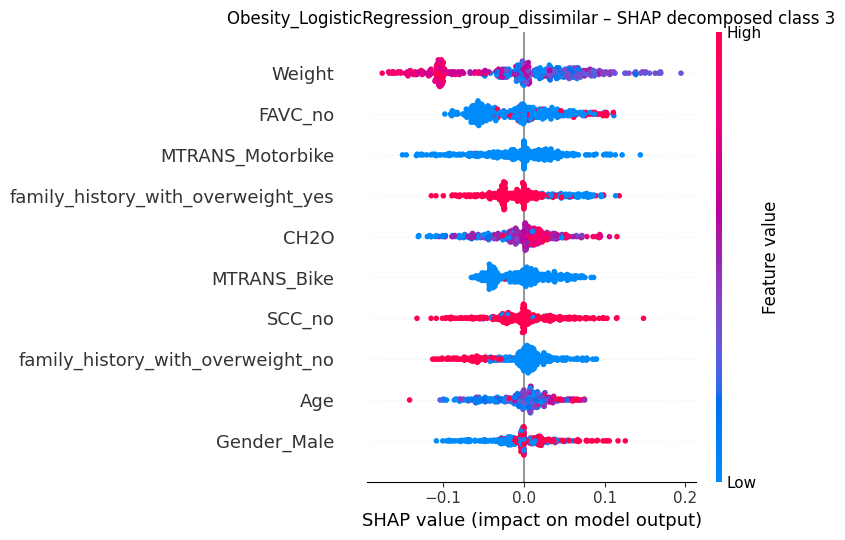 Obesity_LogisticRegression_group_dissimilar – SHAP decomposed class 3
High
Weight
FAVC_no
MTRANS_Motorbike
family_history_with_overweight_yes
CH2O
MTRANS_Bike
SCC_no
family_history_with_overweight_no
Age
Gender_Male
Feature value
Low
−0.1 0.0 0.1 0.2
SHAP value (impact on model output)